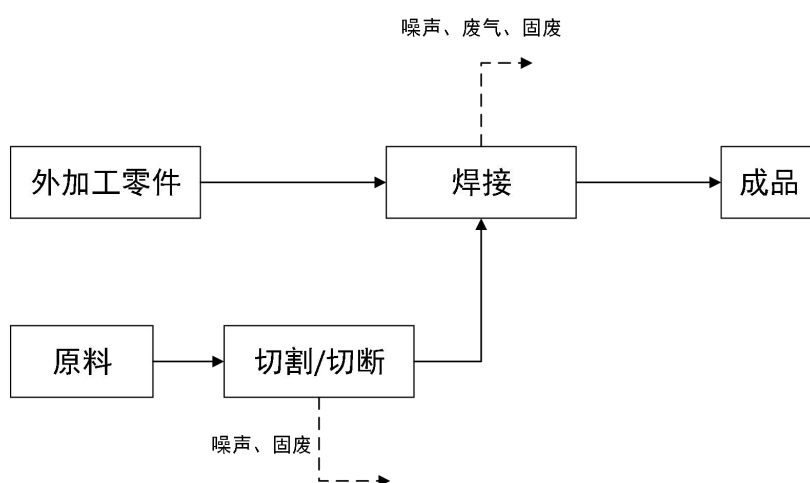 噪声、废气、固废
外加工零件
焊接
成品
原料
切割/切断
噪声、固废